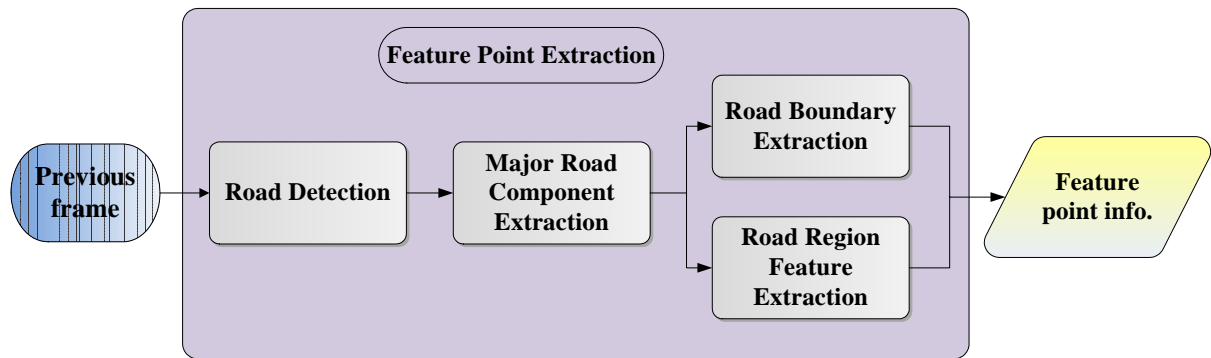 Feature Point Extraction
Previous
frame
Road Detection
Major Road
Component
Extraction
Road Boundary
Extraction
Road Region
Feature
Extraction
Feature
point info.